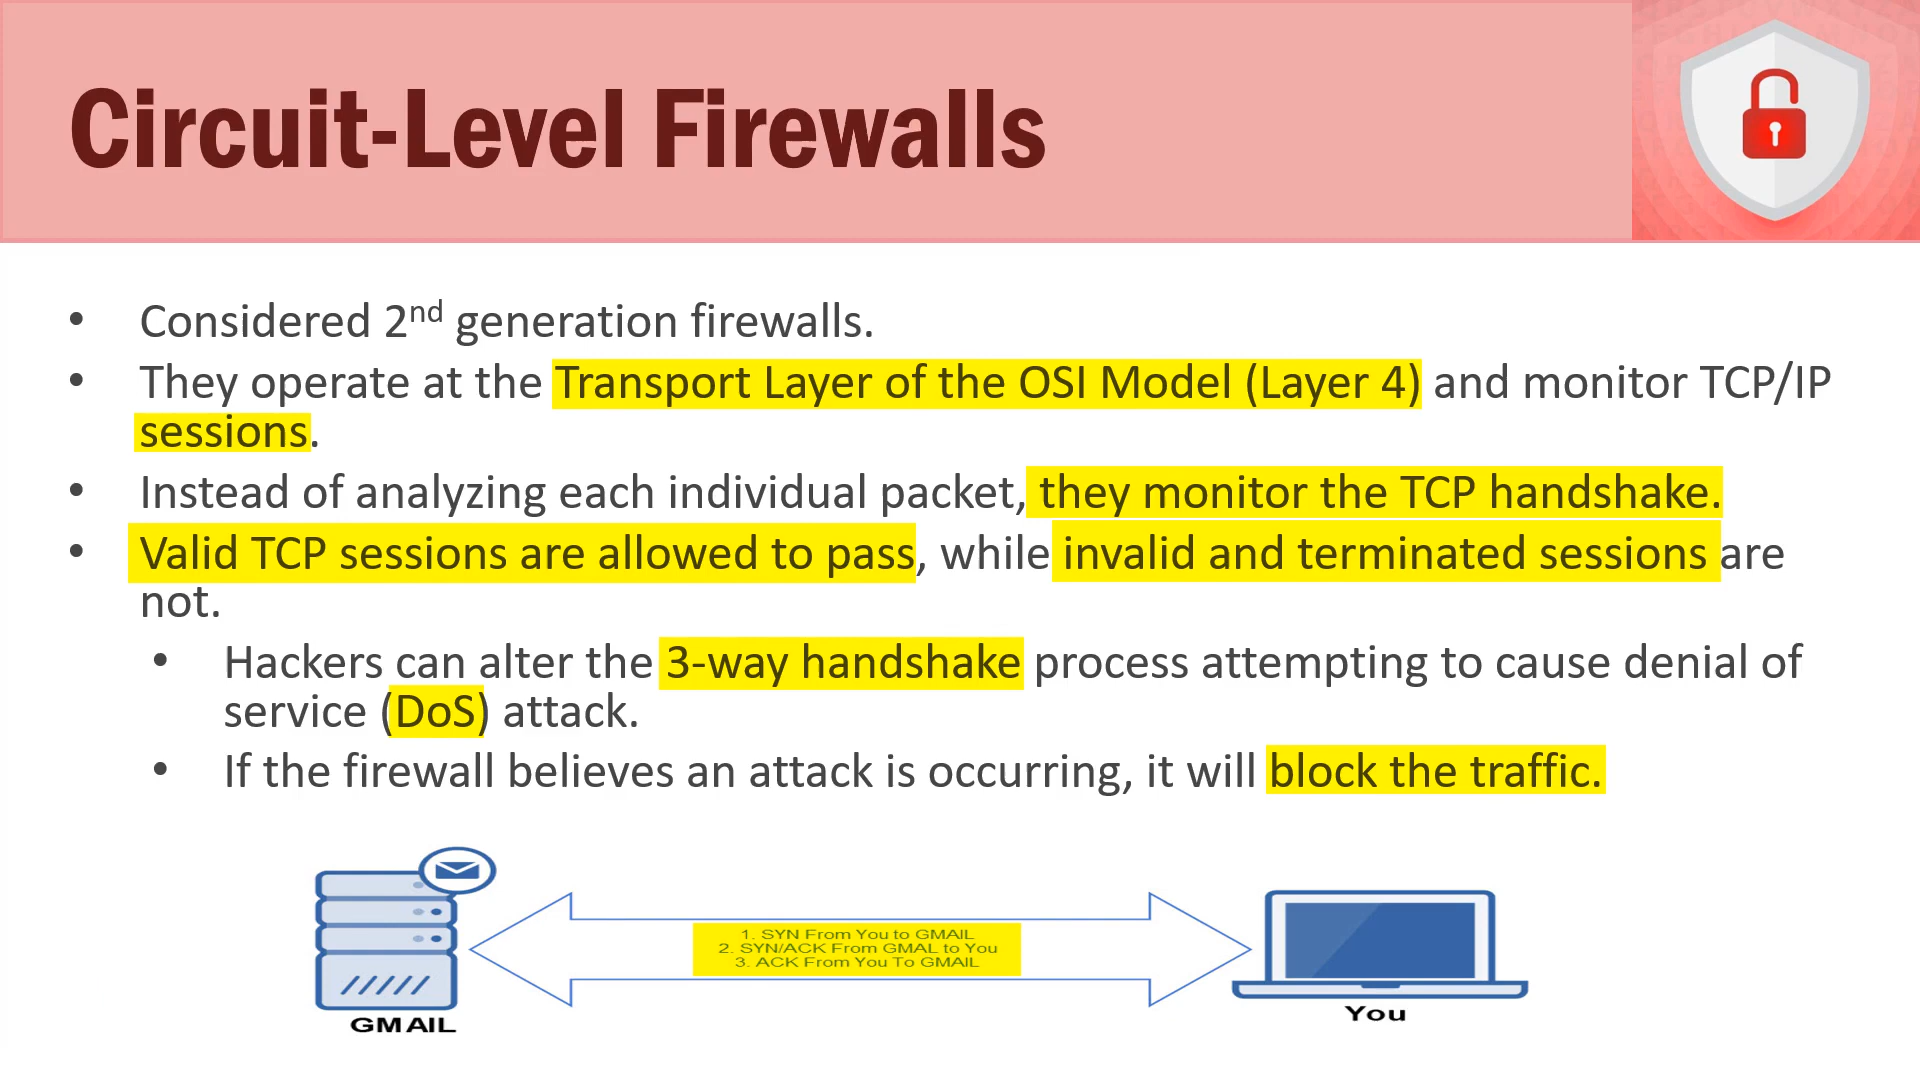 Circuit-Level Firewalls
• Considered 2nd generation firewalls.
• They operate at the Transport Layer of the OSI Model (Layer 4) and monitor TCP/IP
sessions.
• Instead of analyzing each individual packet, they monitor the TCP handshake.
• Valid TCP sessions are allowed to pass, while invalid and terminated sessions are
not.
• Hackers can alter the 3-way handshake process attempting to cause denial of
service (DoS) attack.
• If the firewall believes an attack is occurring, it will block the traffic.
1. SYN From You to GMAIL
2. SYN/ACK From GMAL to You
3. ACK From You To GMAIL
GMAIL
You